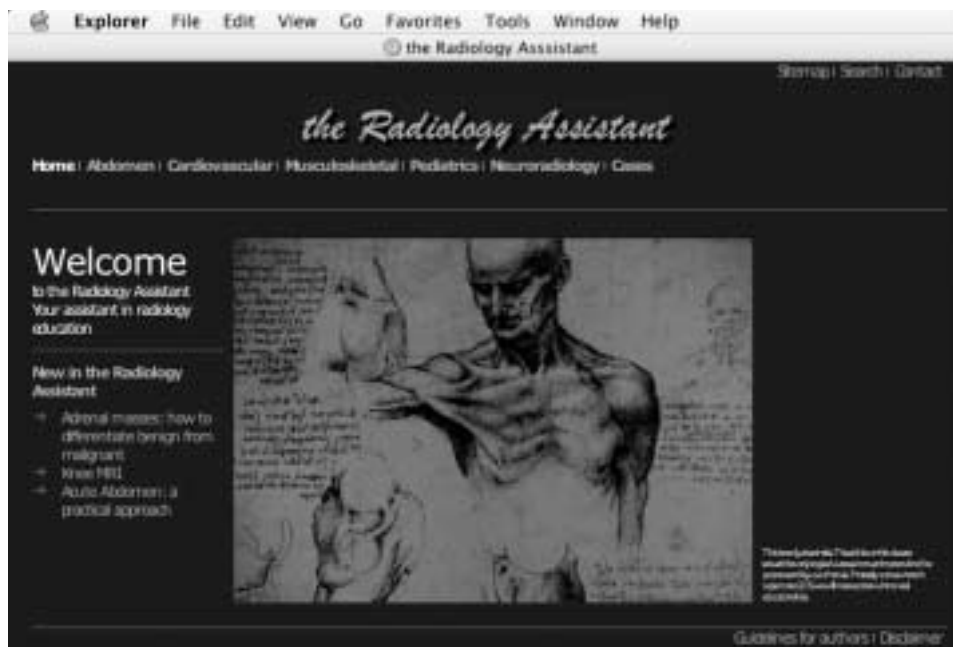 Explorer File Edit View Go Favorites Tools Window Help
the Radiology Asssistant
Sitemap | Search | Contact
the Radiology Assistant
Home | Abdomen | Cardiovascular | Musculoskeletal | Pediatrics | Neuroradiology | Cases
Welcome
to the Radiology Assistant
Your assistant in radiology
education
New in the Radiology
Assistant
→ Adrenal masses: how to
differentiate benign from
malignant
→ Knee MRI
→ Acute Abdomen: a
practical approach
Guidelines for authors | Disclaimer